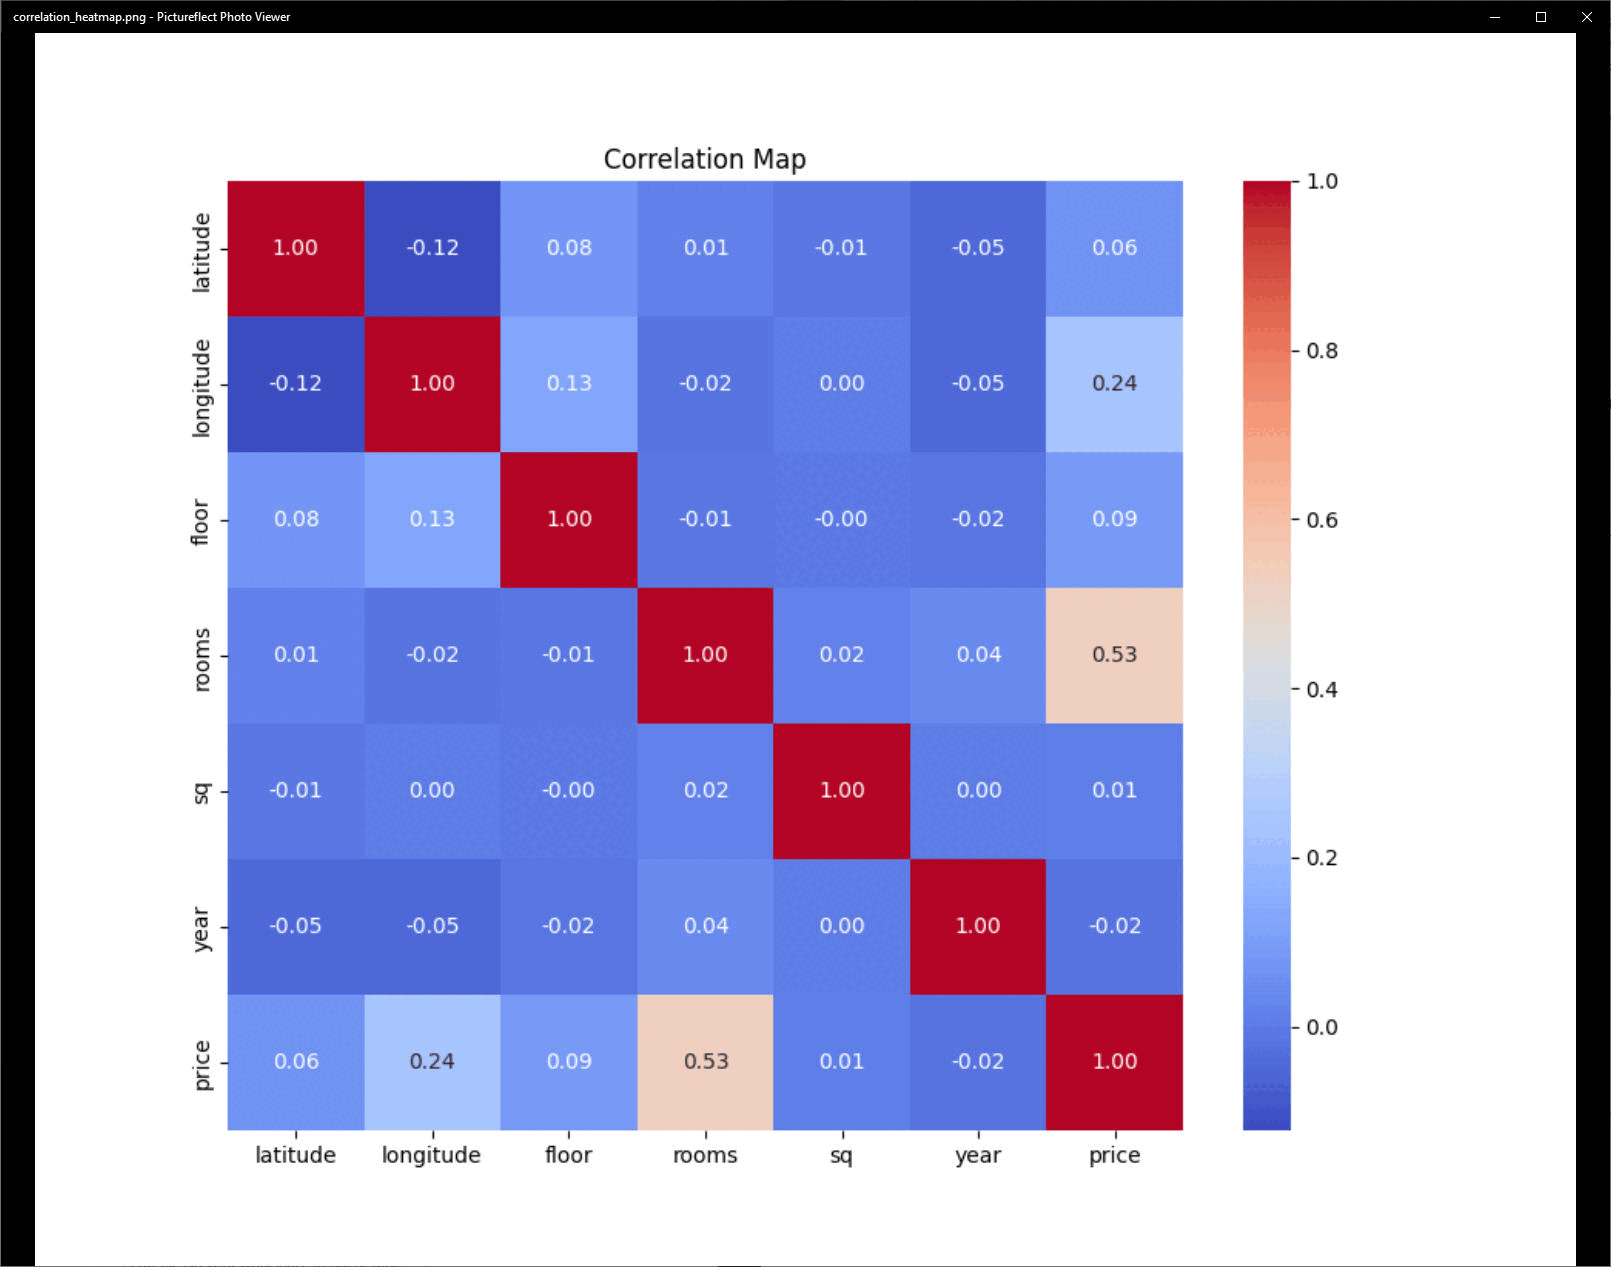 correlation_heatmap.png - Pictureflect Photo Viewer
Correlation Map
latitude 1.00 -0.12 0.08 0.01 -0.01 -0.05 0.06
longitude -0.12 1.00 0.13 -0.02 0.00 -0.05 0.24
floor 0.08 0.13 1.00 -0.01 -0.00 -0.02 0.09
rooms 0.01 -0.02 -0.01 1.00 0.02 0.04 0.53
sq -0.01 0.00 -0.00 0.02 1.00 0.00 0.01
year -0.05 -0.05 -0.02 0.04 0.00 1.00 -0.02
price 0.06 0.24 0.09 0.53 0.01 -0.02 1.00
latitude longitude floor rooms sq year price
1.0
0.8
0.6
0.4
0.2
0.0